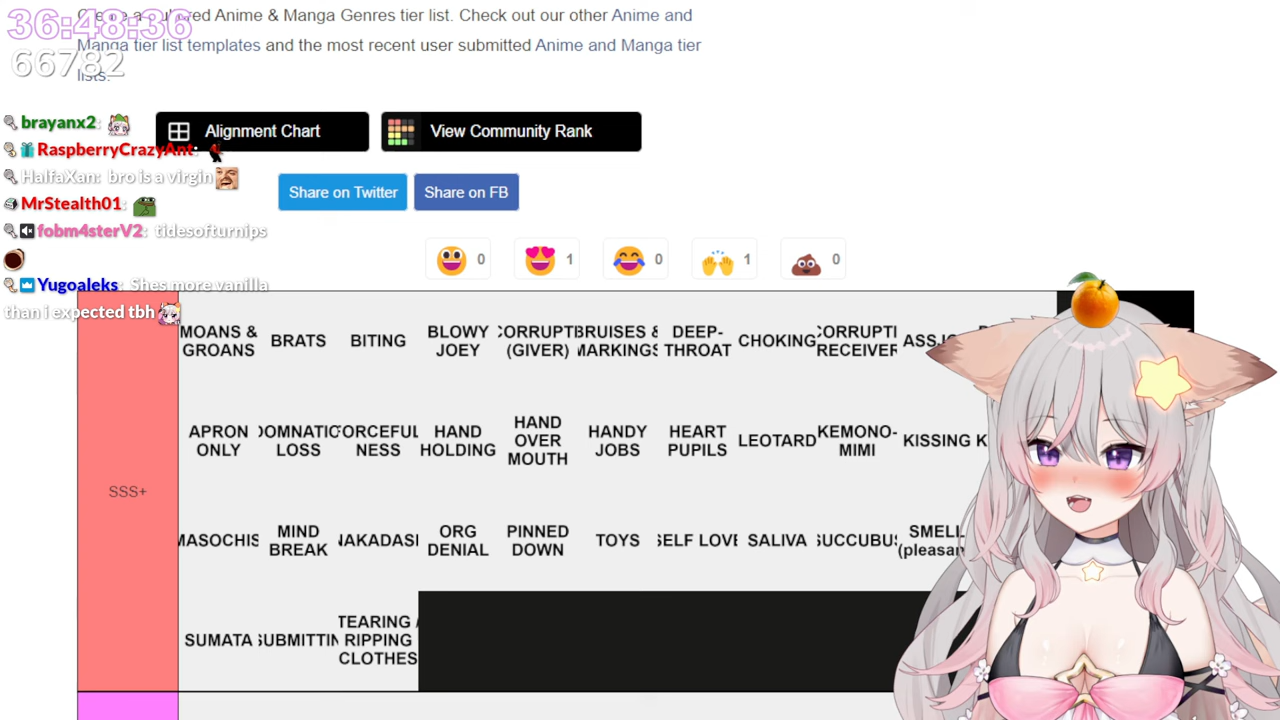 36:48:36
66782
Anime & Manga Genres tier list. Check out our other Anime and
Manga tier list templates and the most recent user submitted Anime and Manga tier
lists.
Alignment Chart
View Community Rank
Share on Twitter
Share on FB
0
1
0
1
0
brayanx2:
RaspberryCrazyAnt:
HalfaXan: bro is a virgin
MrStealth01:
fobm4sterV2: tidesofturnips
Yugoaleks: Shes more vanilla
than i expected tbh
SSS+
MOANS &
GROANS
BRATS
BITING
BLOWY
JOEY
CORRUPTI
(GIVER)
BRUISES &
MARKINGS
DEEP-
THROAT
CHOKING
CORRUPTI
RECEIVER
APRON
ONLY
DOMNATIO
LOSS
FORCEFUL
NESS
HAND
HOLDING
HAND
OVER
MOUTH
HANDY
JOBS
HEART
PUPILS
LEOTARD
KEMONO-
MIMI
KISSING
MASOCHIS
MIND
BREAK
NAKADASI
ORG
DENIAL
PINNED
DOWN
TOYS
SELF LOVE
SALIVA
SUCCUBUS
SMELL
(pleasan
SUMATA
SUBMITTIN
TEARING /
RIPPING
CLOTHES